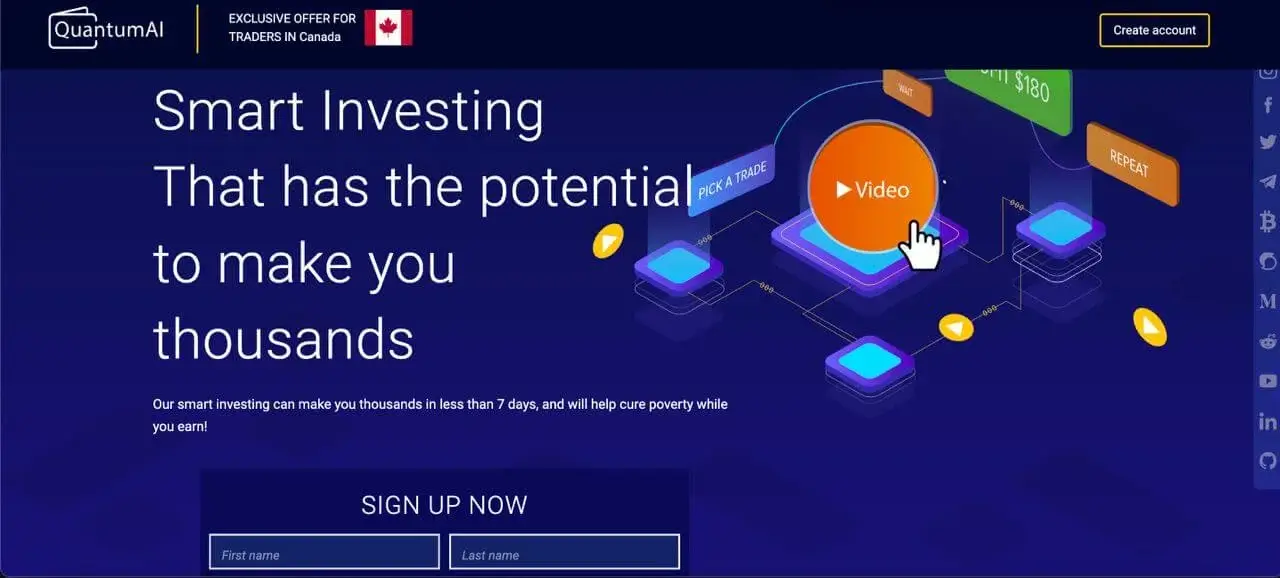 QuantumAI
EXCLUSIVE OFFER FOR
TRADERS IN Canada
Create account
Smart Investing
That has the potential
to make you
thousands
Our smart investing can make you thousands in less than 7 days, and will help cure poverty while
you earn!
WAIT
$180
PICK A TRADE
Video
REPEAT
SIGN UP NOW
First name
Last name